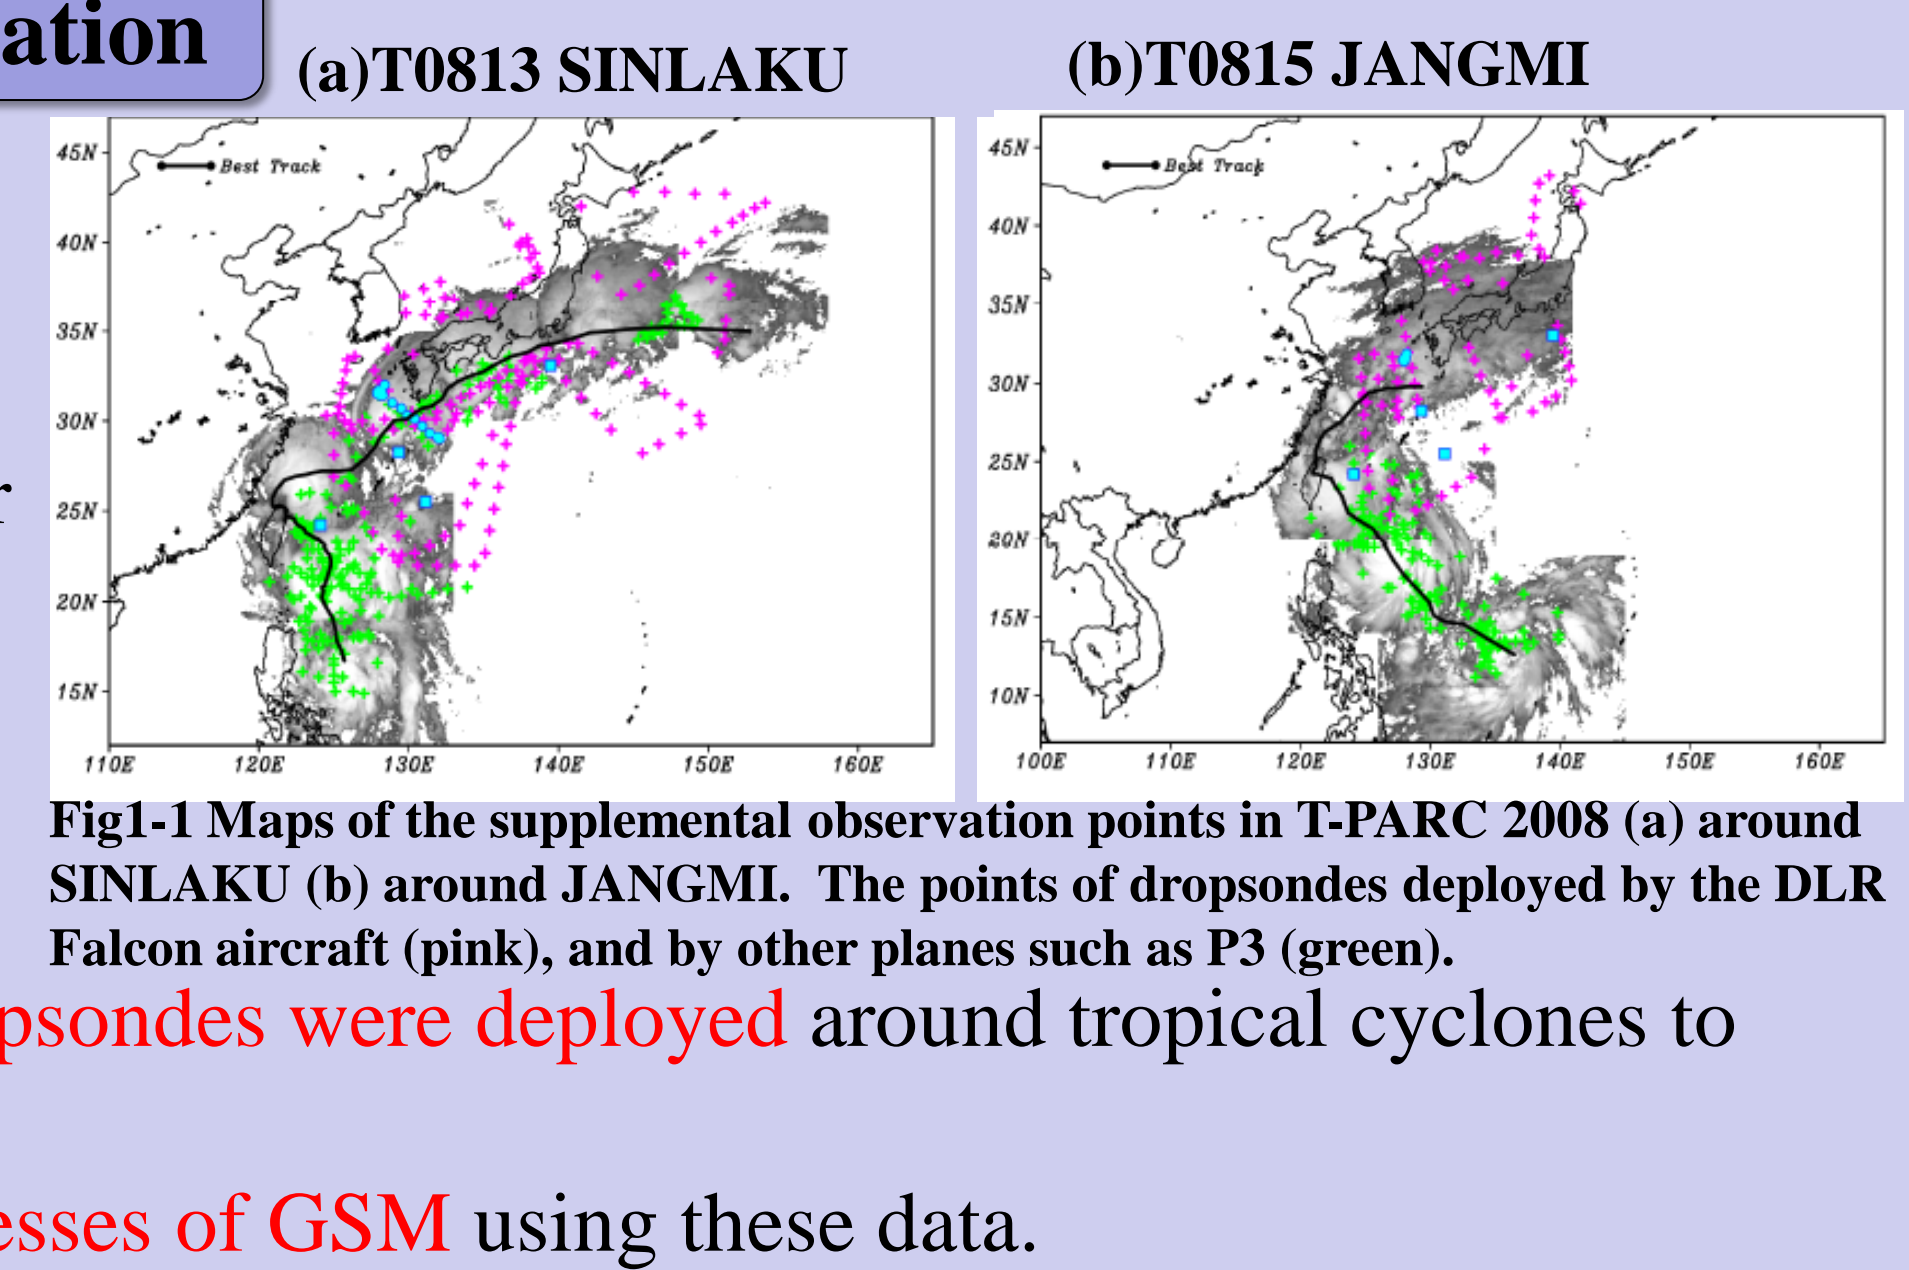 ation
(a)T0813 SINLAKU
(b)T0815 JANGMI
45N
40N
35N
30N
25N
20N
15N
Best Track
110E 120E 130E 140E 150E 160E
45N
40N
35N
30N
25N
20N
15N
10N
Best Track
100E 110E 120E 130E 140E 150E 160E
r
Fig1-1 Maps of the supplemental observation points in T-PARC 2008 (a) around
SINLAKU (b) around JANGMI. The points of dropsondes deployed by the DLR
Falcon aircraft (pink), and by other planes such as P3 (green).
psondes were deployed around tropical cyclones to
esses of GSM using these data.